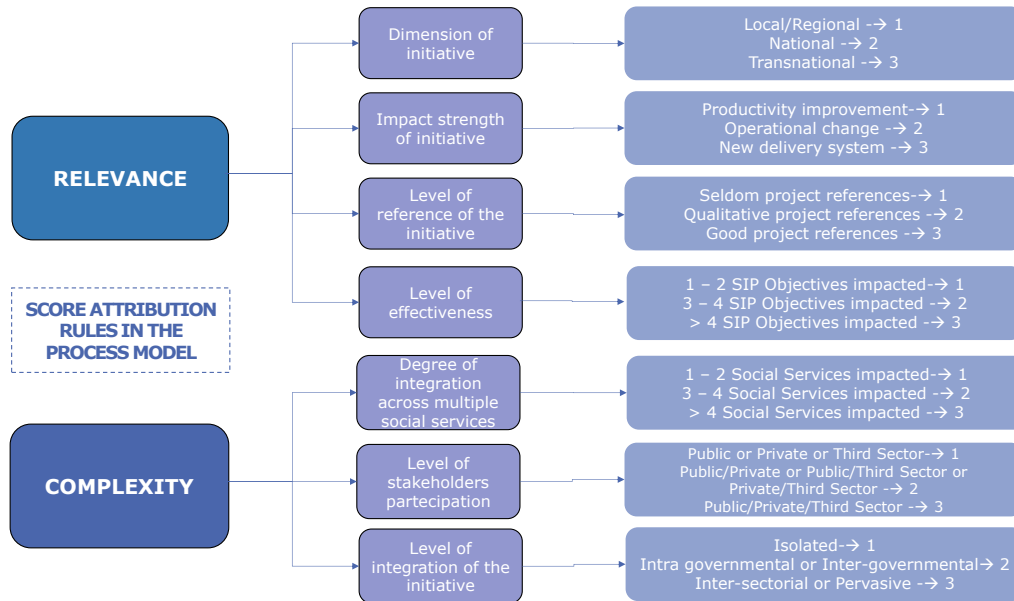 RELEVANCE
Dimension of
initiative
Local/Regional --→ 1
National --→ 2
Transnational --→ 3
Impact strength
of initiative
Productivity improvement-→ 1
Operational change --→ 2
New delivery system --→ 3
Level of
reference of the
initiative
Seldom project references-→ 1
Qualitative project references --→ 2
Good project references --→ 3
Level of
effectiveness
1 – 2 SIP Objectives impacted-→ 1
3 – 4 SIP Objectives impacted --→ 2
> 4 SIP Objectives impacted --→ 3
SCORE ATTRIBUTION
RULES IN THE
PROCESS MODEL
COMPLEXITY
Degree of
integration
across multiple
social services
1 – 2 Social Services impacted-→ 1
3 – 4 Social Services impacted --→ 2
> 4 Social Services impacted --→ 3
Level of
stakeholders
partecipation
Public or Private or Third Sector-→ 1
Public/Private or Public/Third Sector or
Private/Third Sector --→ 2
Public/Private/Third Sector --→ 3
Level of
integration of the
initiative
Isolated-→ 1
Intra governmental or Inter-governmental-→ 2
Inter-sectorial or Pervasive --→ 3